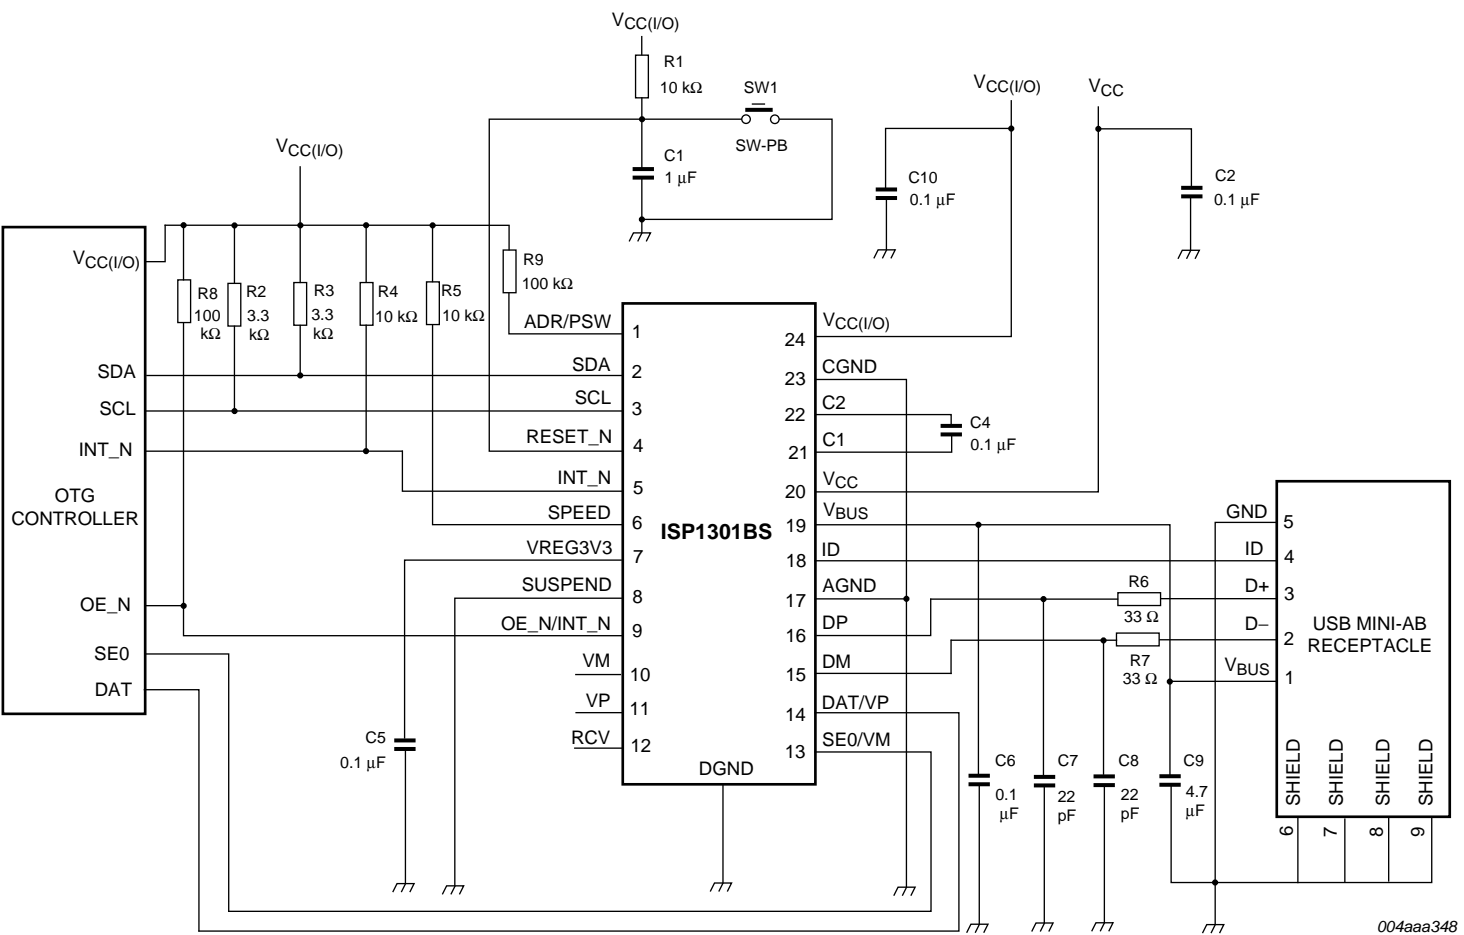 VCC(I/O)
R1
10 kΩ
SW1
SW-PB
C1
1 µF
VCC(I/O)
VCC
C10
0.1 µF
C2
0.1 µF
VCC(I/O)
VCC(I/O)
R8
100
kΩ
R2
3.3
kΩ
R3
3.3
kΩ
R4
10 kΩ
R5
10 kΩ
R9
100 kΩ
SDA
SCL
INT_N
OTG
CONTROLLER
OE_N
SE0
DAT
ADR/PSW
1
SDA
2
SCL
3
RESET_N
4
INT_N
5
SPEED
6
VREG3V3
7
SUSPEND
8
OE_N/INT_N
9
VM
10
VP
11
RCV
12
ISP1301BS
DGND
24
VCC(I/O)
23
CGND
22
C2
21
C1
20
VCC
19
VBUS
18
ID
17
AGND
16
DP
15
DM
14
DAT/VP
13
SE0/VM
C4
0.1 µF
C5
0.1 µF
R6
33 Ω
R7
33 Ω
C6
0.1
µF
C7
22
pF
C8
22
pF
C9
4.7
µF
GND
5
ID
4
D+
3
D−
2
VBUS
1
USB MINI-AB
RECEPTACLE
SHIELD
SHIELD
SHIELD
SHIELD
6
7
8
9
004aaa348